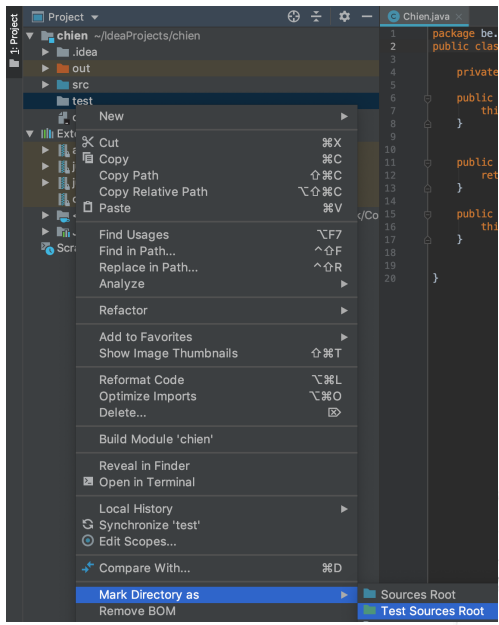 1: Project
Project
Chien.java
chien ~/IdeaProjects/chien
.idea
out
src
test
Exte
Scra
New
Cut ⌘X
Copy ⌘C
Copy Path ⇧⌘C
Copy Relative Path ⌥⇧⌘C
Paste ⌘V
Find Usages ⌥F7
Find in Path... ^⇧F
Replace in Path... ^⇧R
Analyze
Refactor
Add to Favorites
Show Image Thumbnails ⇧⌘T
Reformat Code ⌥⌘L
Optimize Imports ⌥⌘O
Delete... ⌦
Build Module 'chien'
Reveal in Finder
Open in Terminal
Local History
Synchronize 'test'
Edit Scopes...
Compare With... ⌘D
Mark Directory as
Remove BOM
Sources Root
Test Sources Root
k/Co
1 package be.
2 public clas
3
4 private
5
6 public
7 thi
8 }
9
10
11 public
12 ret
13 }
14
15 public
16 thi
17 }
18
19
20 }